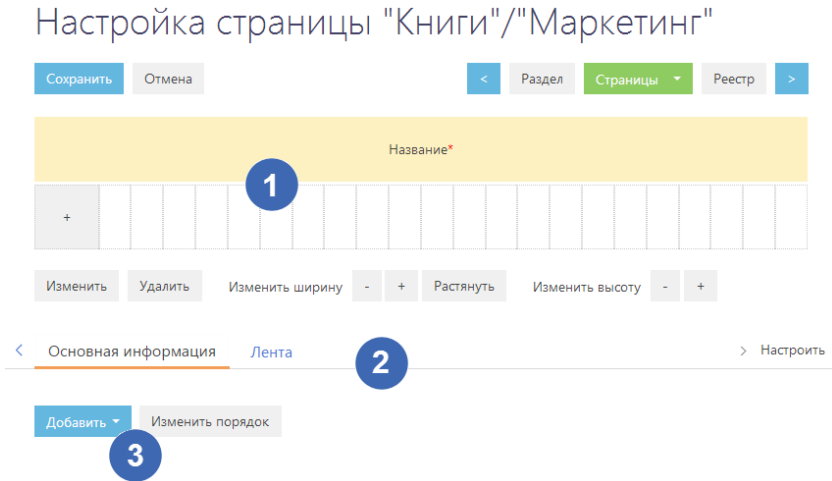 Настройка страницы "Книги"/"Маркетинг"
Сохранить Отмена < Раздел Страницы Реестр >
Название*
1
+
Изменить Удалить Изменить ширину - + Растянуть Изменить высоту - +
< Основная информация Лента 2 > Настроить
Добавить Изменить порядок
3